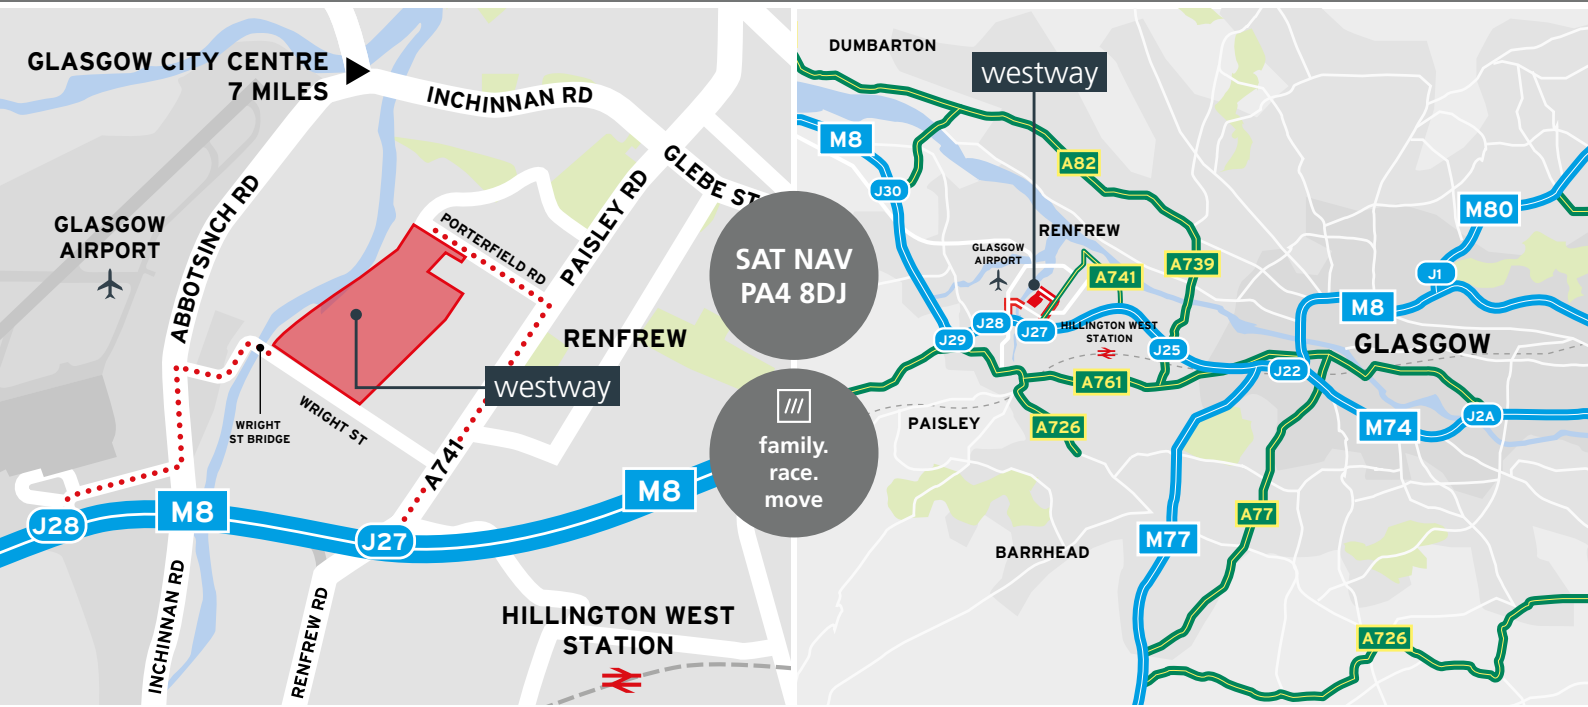 GLASGOW CITY CENTRE
7 MILES
INCHINNAN RD
GLEBE ST
PAISLEY RD
ABBOTSINCH RD
GLASGOW
AIRPORT
PORTERFIELD RD
RENFREW
westway
WRIGHT
ST BRIDGE
WRIGHT ST
A741
M8
M8
J28
J27
INCHINNAN RD
RENFREW RD
HILLINGTON WEST
STATION
SAT NAV
PA4 8DJ
///
family.
race.
move
DUMBARTON
westway
M8
J30
A82
M80
RENFREW
GLASGOW
AIRPORT
A741
A739
J1
M8
J28
J27
HILLINGTON WEST
STATION
J29
J25
GLASGOW
J22
A761
PAISLEY
A726
M74
J2A
A77
M77
BARRHEAD
A726